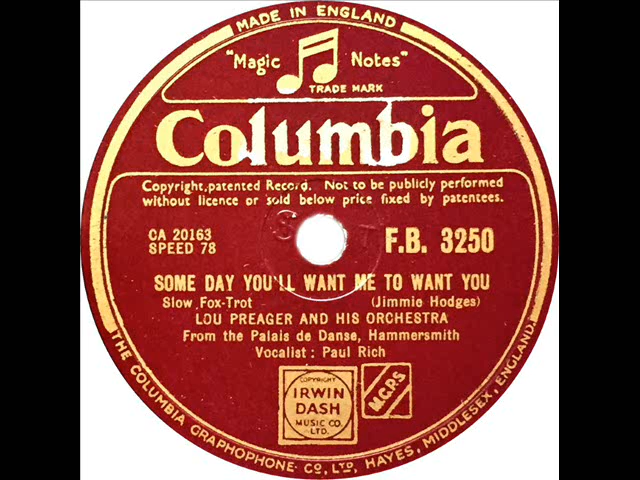 MADE IN ENGLAND
"Magic Notes"
TRADE MARK
Columbia
Copyright, patented Record. Not to be publicly performed
without licence or sold below price fixed by patentees.
CA 20163
SPEED 78
F.B. 3250
SOME DAY YOU'LL WANT ME TO WANT YOU
Slow Fox-Trot (Jimmie Hodges)
LOU PREAGER AND HIS ORCHESTRA
From the Palais de Danse, Hammersmith
Vocalist : Paul Rich
COPYRIGHT
IRWIN
DASH
MUSIC CO.
LTD.
M.C.P.S.
THE COLUMBIA GRAPHOPHONE CO, LTD, HAYES, MIDDLESEX, ENGLAND.